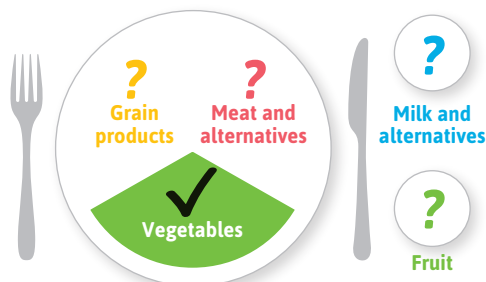 ?
Grain
products
?
Meat and
alternatives
Vegetables
?
Milk and
alternatives
?
Fruit